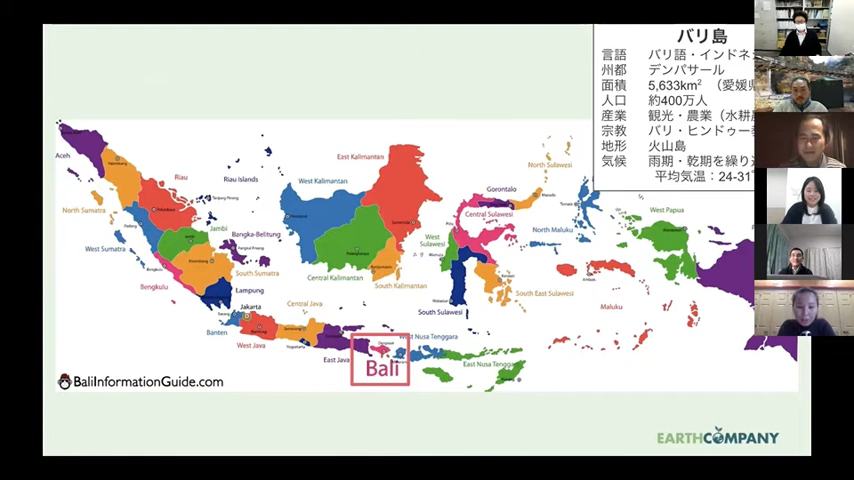 バリ島
言語 バリ語・インドネシ
州都 デンパサール
面積 5,633km² （愛媛県
人口 約400万人
産業 観光・農業（水耕農
宗教 バリ・ヒンドゥー教
地形 火山島
気候 雨期・乾期を繰り返
平均気温：24-31°
Aceh
North Sumatra
Riau
Riau Islands
West Sumatra
Jambi
Bangka-Belitung
Bengkulu
South Sumatra
Lampung
Jakarta
Banten
West Java
Central Java
East Java
Bali
West Kalimantan
East Kalimantan
Central Kalimantan
South Kalimantan
West Sulawesi
Gorontalo
North Sulawesi
Central Sulawesi
South Sulawesi
South East Sulawesi
North Maluku
Maluku
West Papua
West Nusa Tenggara
East Nusa Tengga
BaliInformationGuide.com
EARTHCOMPANY